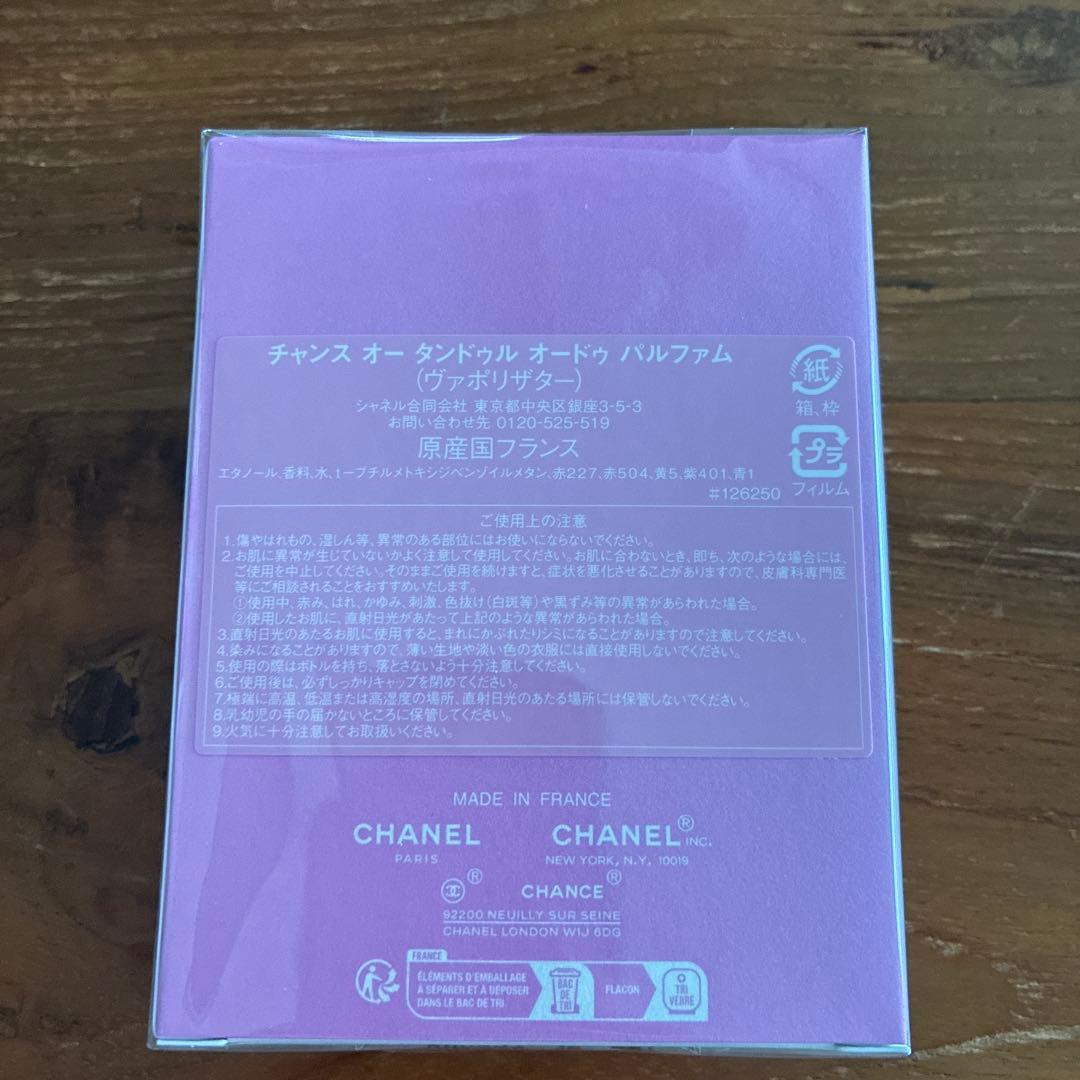 チャンス オー タンドゥル オードゥ パルファム
(ヴァポリザター)
シャネル合同会社 東京都中央区銀座3-5-3
お問い合わせ先 0120-525-519
原産国フランス
エタノール、香料、水、t-ブチルメトキシジベンゾイルメタン、赤227、赤504、黄5、紫401、青1
#126250
紙
箱、枠
プラ
フィルム
ご使用上の注意
1.傷やはれもの、湿しん等、異常のある部位にはお使いにならないでください。
2.お肌に異常が生じていないかよく注意して使用してください。お肌に合わないとき、即ち、次のような場合には、
ご使用を中止してください。そのままご使用を続けますと、症状を悪化させることがありますので、皮膚科専門医
等にご相談されることをおすすめいたします。
①使用中、赤み、はれ、かゆみ、刺激、色抜け(白斑等)や黒ずみ等の異常があらわれた場合。
②使用したお肌に、直射日光があたって上記のような異常があらわれた場合。
3.直射日光のあたるお肌に使用すると、まれにかぶれたりシミになることがありますので注意してください。
4.染みになることがありますので、薄い生地や淡い色の衣服には直接使用しないでください。
5.使用の際はボトルを持ち、落とさないよう十分注意してください。
6.ご使用後は、必ずしっかりキャップを閉めてください。
7.極端に高温、低温または高湿度の場所、直射日光のあたる場所には保管しないでください。
8.乳幼児の手の届かないところに保管してください。
9.火気に十分注意してお取扱いください。
MADE IN FRANCE
CHANEL CHANEL® INC.
PARIS NEW YORK, N.Y. 10019
® CHANCE®
92200 NEUILLY SUR SEINE
CHANEL LONDON W1J 6DG
FRANCE
ÉLÉMENTS D'EMBALLAGE
À SÉPARER ET À DÉPOSER
DANS LE BAC DE TRI.
BAC
DE
TRI
FLACON
TRI
VERRE